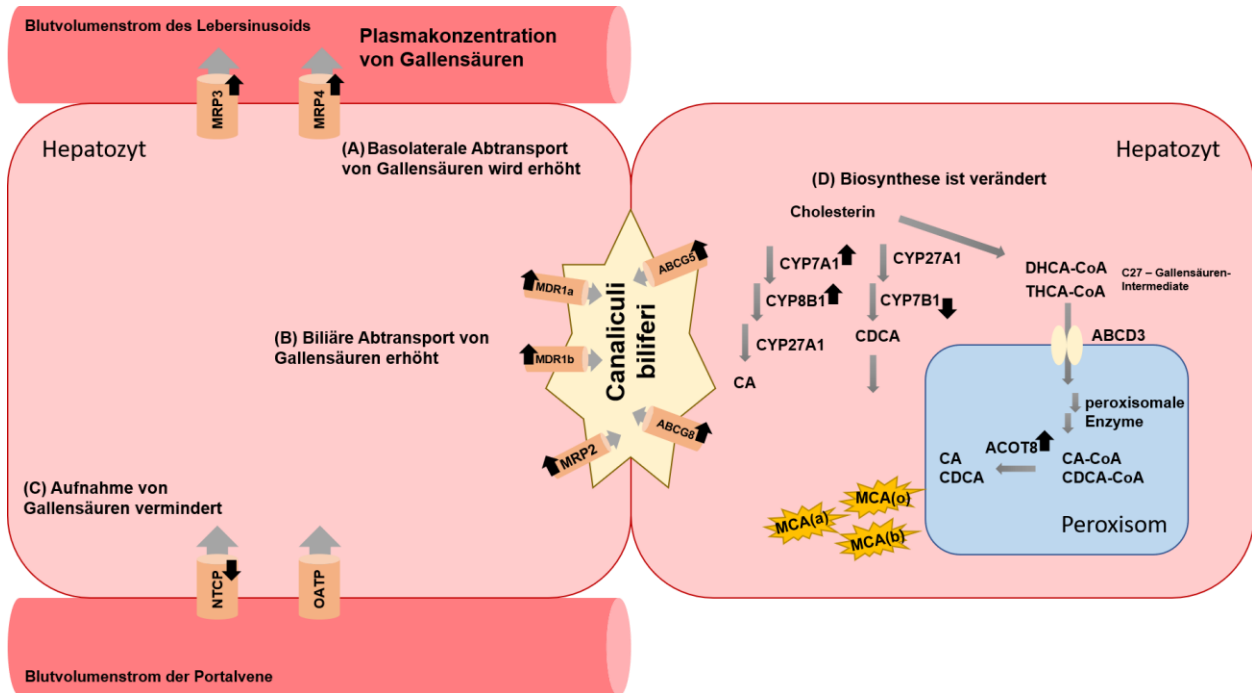 Blutvolumenstrom des Lebersinusoids
Plasmakonzentration
von Gallensäuren
MRP3
MRP4
Hepatozyt
(A) Basolaterale Abtransport
von Gallensäuren wird erhöht
(B) Biliäre Abtransport von
Gallensäuren erhöht
(C) Aufnahme von
Gallensäuren vermindert
NTCP
OATP
Blutvolumenstrom der Portalvene
MDR1a
MDR1b
MRP2
ABCG5
ABCG8
Canaliculi
biliferi
Hepatozyt
(D) Biosynthese ist verändert
Cholesterin
CYP7A1
CYP8B1
CYP27A1
CA
CYP27A1
CYP7B1
CDCA
DHCA-CoA
THCA-CoA
C27 – Gallensäuren-
Intermediate
ABCD3
peroxisomale
Enzyme
ACOT8
CA-CoA
CDCA-CoA
CA
CDCA
Peroxisom
MCA(o)
MCA(a)
MCA(b)